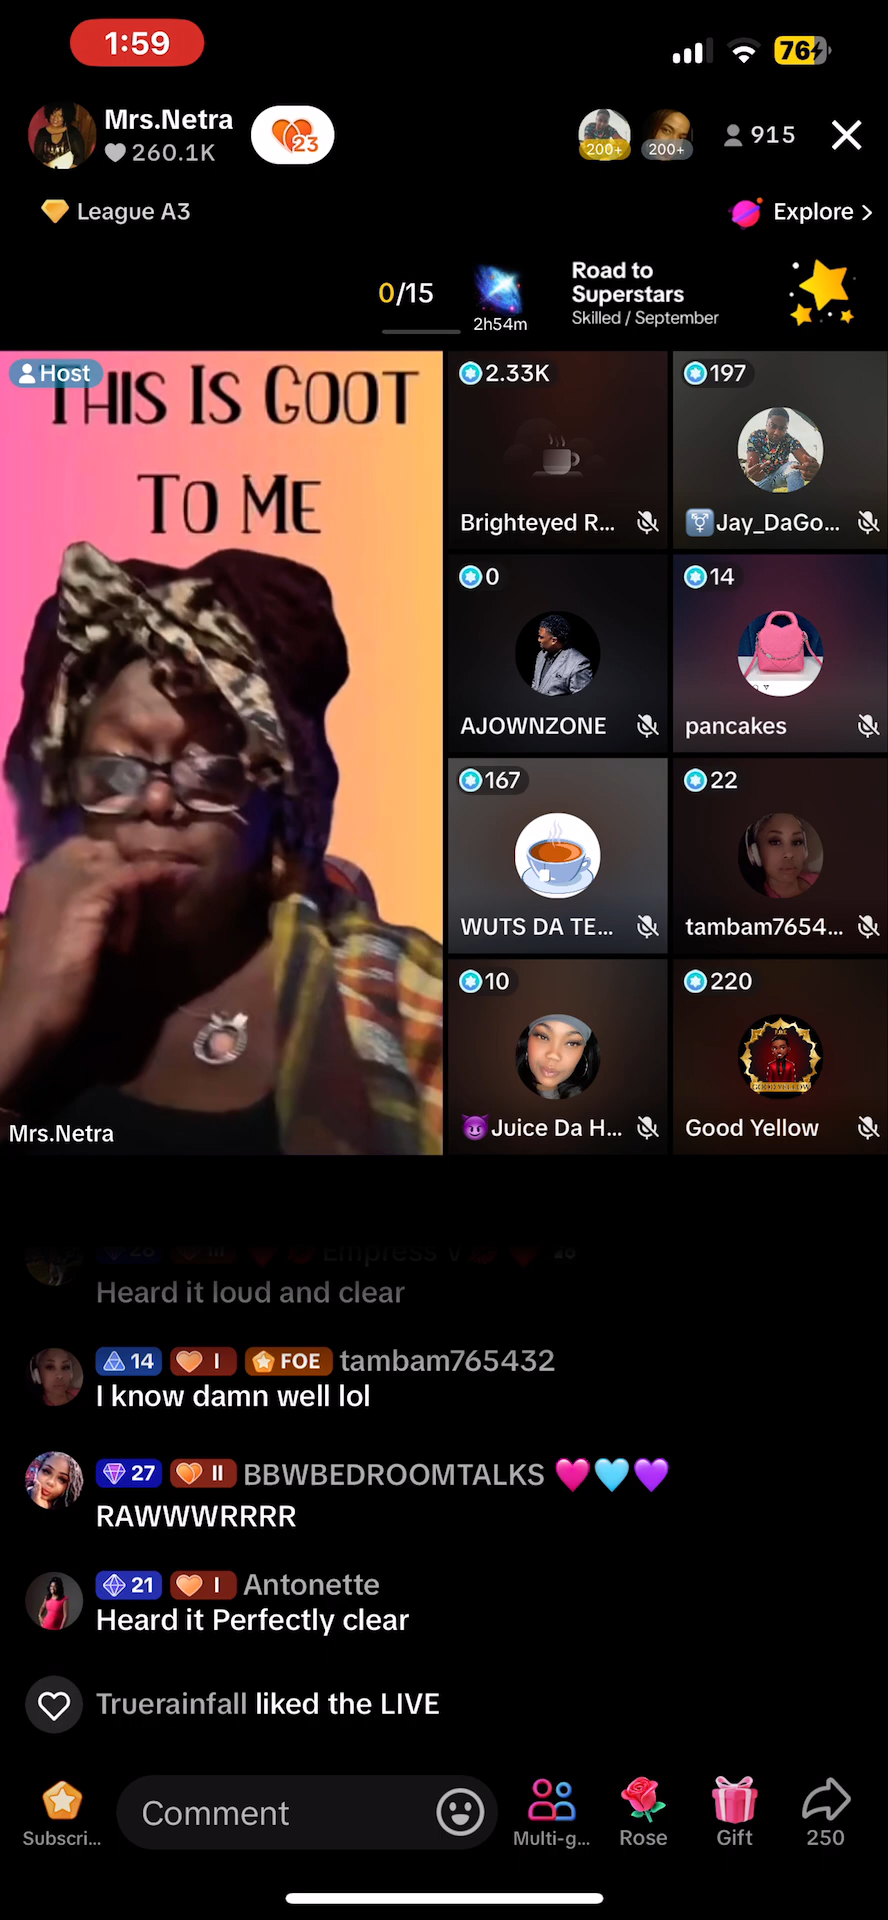 1:59
76
Mrs.Netra
260.1K
23
200+
200+
915
League A3
Explore
0/15
2h54m
Road to
Superstars
Skilled / September
Host
THIS IS GOOT
TO ME
Mrs.Netra
2.33K
Brighteyed R...
197
Jay_DaGo...
0
AJOWNZONE
14
pancakes
167
WUTS DA TE...
22
tambam7654...
10
Juice Da H...
220
Good Yellow
28 III Empress V
Heard it loud and clear
14 I FOE tambam765432
I know damn well lol
27 II BBWBEDROOMTALKS
RAWWWRRRR
21 I Antonette
Heard it Perfectly clear
Truerainfall liked the LIVE
Comment
Subscri...
Multi-g...
Rose
Gift
250